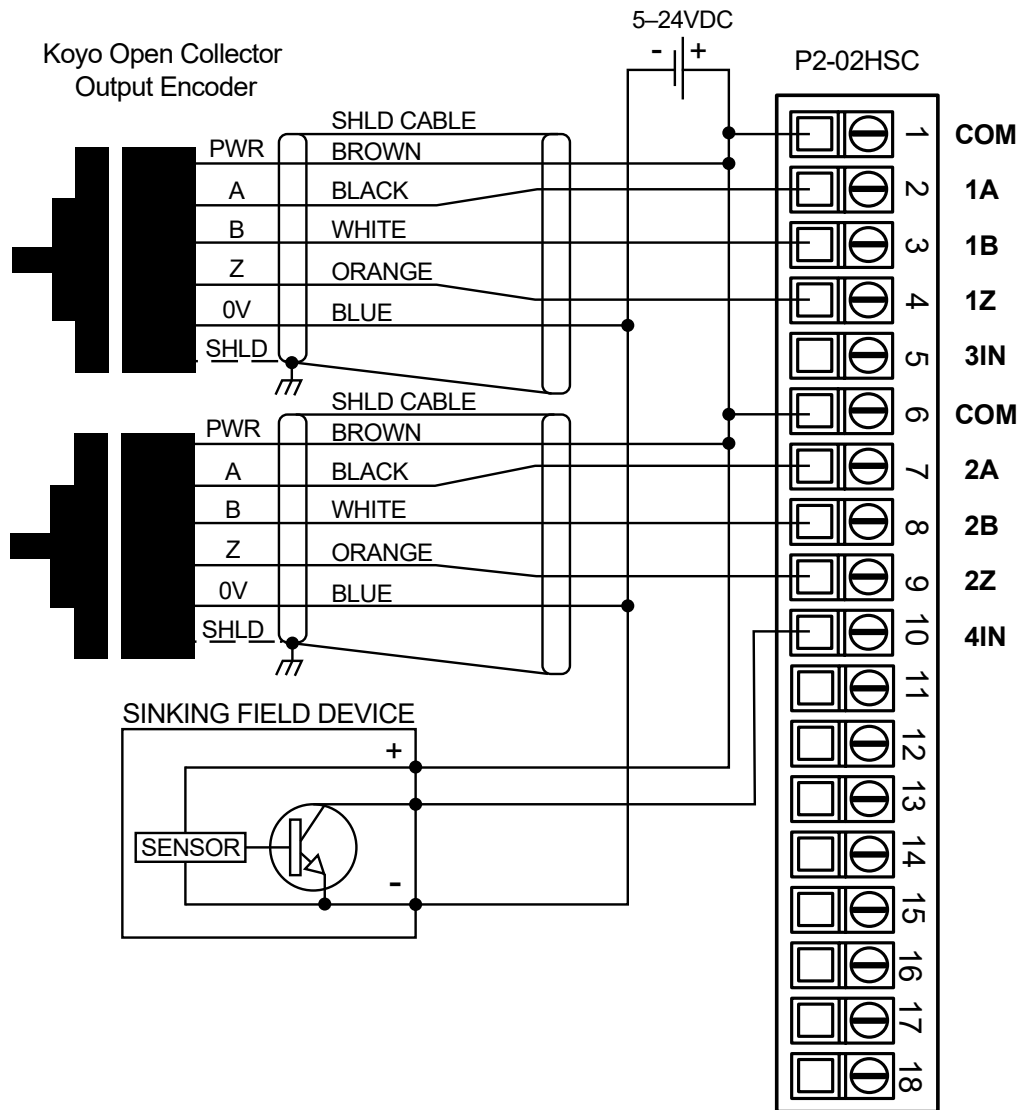 5–24VDC
- +
Koyo Open Collector
Output Encoder
P2-02HSC
SHLD CABLE
PWR BROWN
A BLACK
B WHITE
Z ORANGE
0V BLUE
SHLD
SHLD CABLE
PWR BROWN
A BLACK
B WHITE
Z ORANGE
0V BLUE
SHLD
SINKING FIELD DEVICE
+
SENSOR
-
1 COM
2 1A
3 1B
4 1Z
5 3IN
6 COM
7 2A
8 2B
9 2Z
10 4IN
11
12
13
14
15
16
17
18